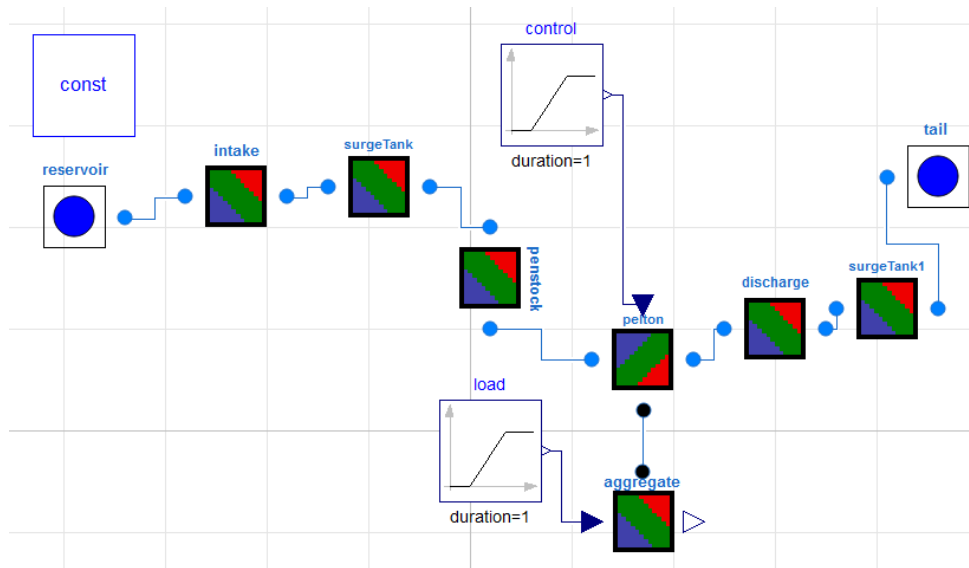 control
const
duration=1
tail
intake
surgeTank
reservoir
penstock
discharge
surgeTank1
pelton
load
duration=1
aggregate